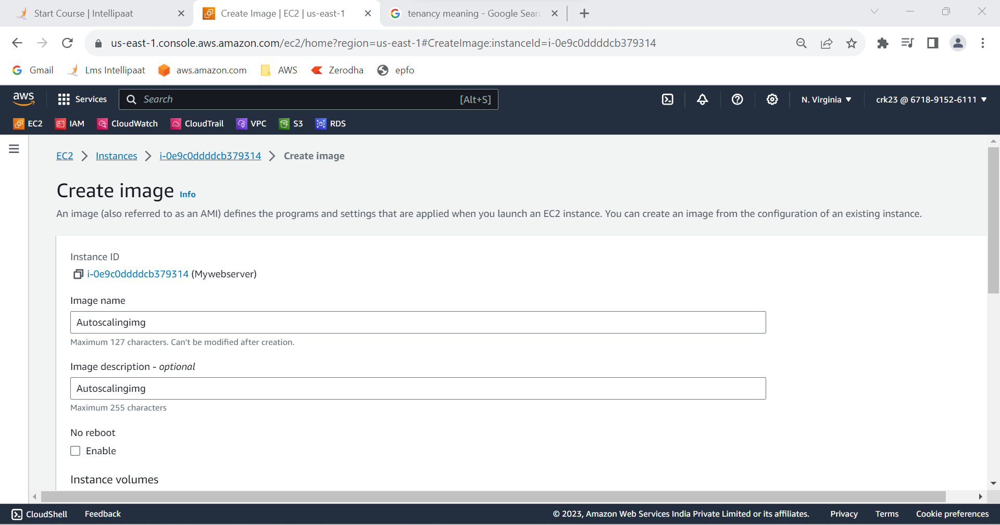 Start Course | Intellipaat
Create Image | EC2 | us-east-1
tenancy meaning - Google Sear
us-east-1.console.aws.amazon.com/ec2/home?region=us-east-1#CreateImage:instanceId=i-0e9c0ddddcb379314
Gmail
Lms Intellipaat
aws.amazon.com
AWS
Zerodha
epfo
aws
Services
Search
[Alt+S]
N. Virginia
crk23 @ 6718-9152-6111
EC2
IAM
CloudWatch
CloudTrail
VPC
S3
RDS
EC2
Instances
i-0e9c0ddddcb379314
Create image
Create image Info
An image (also referred to as an AMI) defines the programs and settings that are applied when you launch an EC2 instance. You can create an image from the configuration of an existing instance.
Instance ID
i-0e9c0ddddcb379314 (Mywebserver)
Image name
Autoscalingimg
Maximum 127 characters. Can't be modified after creation.
Image description - optional
Autoscalingimg
Maximum 255 characters
No reboot
Enable
Instance volumes
CloudShell
Feedback
© 2023, Amazon Web Services India Private Limited or its affiliates.
Privacy
Terms
Cookie preferences